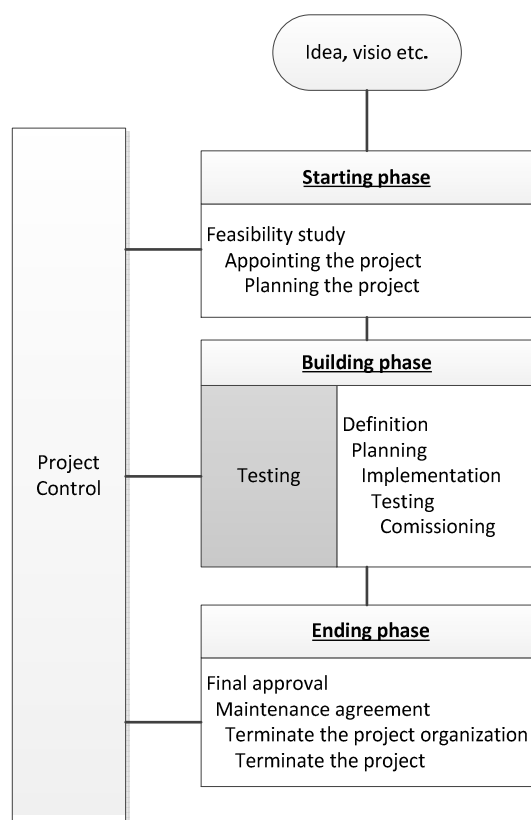 Idea, visio etc.
Starting phase
Feasibility study
Appointing the project
Planning the project
Building phase
Project
Control
Testing
Definition
Planning
Implementation
Testing
Comissioning
Ending phase
Final approval
Maintenance agreement
Terminate the project organization
Terminate the project